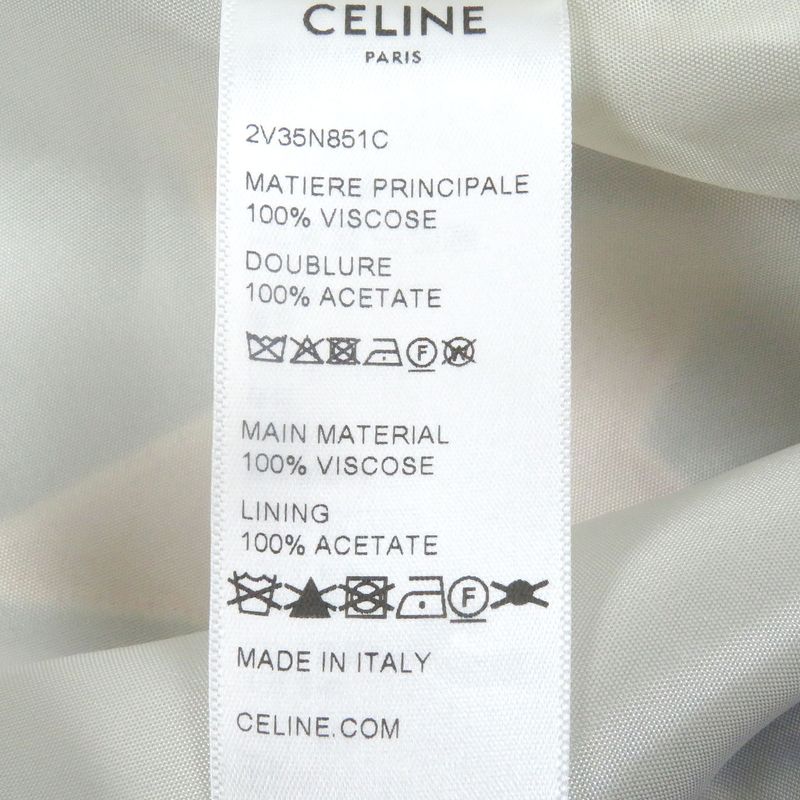 CELINE
PARIS
2V35N851C
MATIERE PRINCIPALE
100% VISCOSE
DOUBLURE
100% ACETATE
F W
MAIN MATERIAL
100% VISCOSE
LINING
100% ACETATE
F
MADE IN ITALY
CELINE.COM